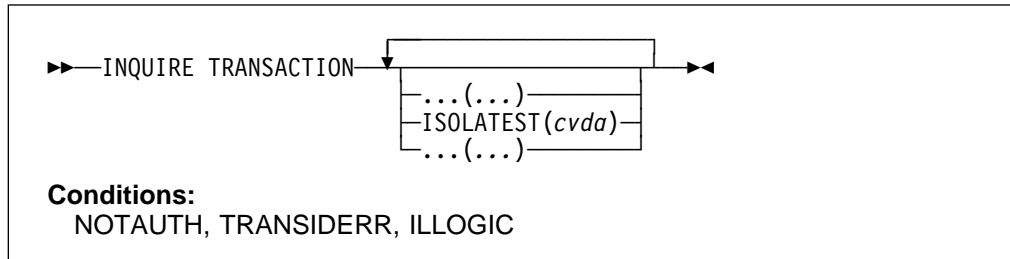 INQUIRE TRANSACTION
...(...)
ISOLATEST(cvda)
...(...)
Conditions:
NOTAUTH, TRANSIDERR, ILLOGIC